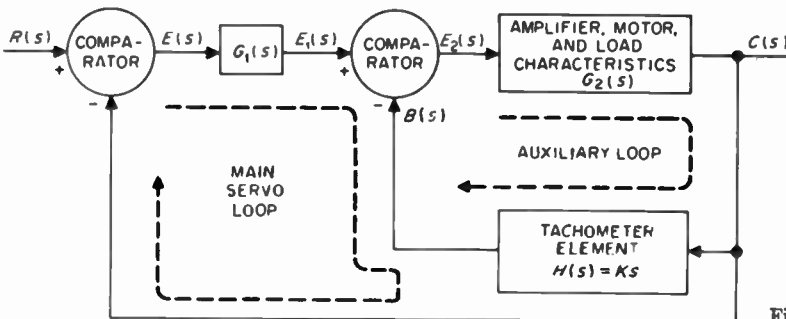 R(s)
+
-
COMPA-
RATOR
E(s)
G1(s)
E1(s)
+
-
COMPA-
RATOR
E2(s)
B(s)
AMPLIFIER, MOTOR,
AND LOAD
CHARACTERISTICS
G2(s)
C(s)
MAIN
SERVO
LOOP
AUXILIARY LOOP
TACHOMETER
ELEMENT
H(s) = Ks
Fi